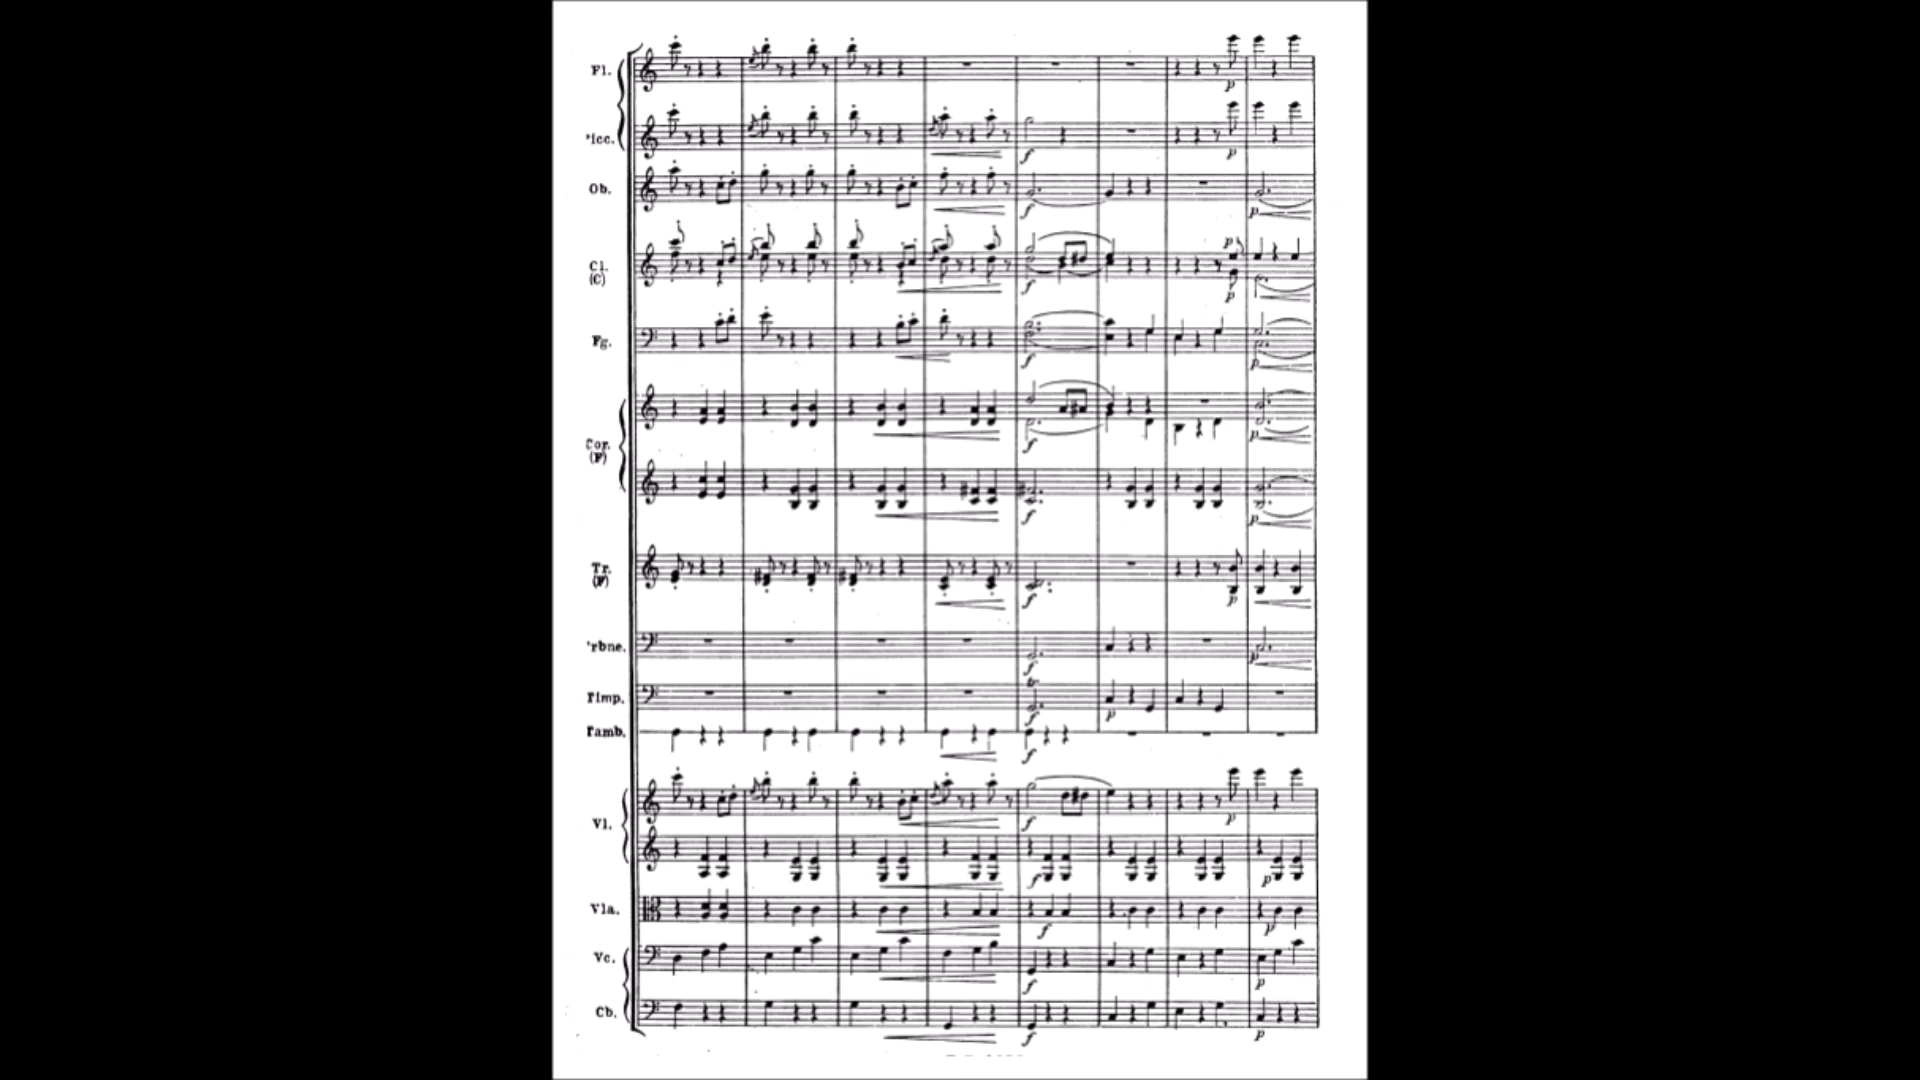 Fl.
'icc.
Ob.
Cl.
(C)
Fg.
Cor.
(F)
Tr.
(F)
'rbne.
Timp.
Tamb.
Vl.
Vla.
Vc.
Cb.
p
p
f
f
p
f
p
p
f
p
f
p
f
p
f
p
f
p
f
p
f
f
p
f
p
f
f
p
f
p
f
p